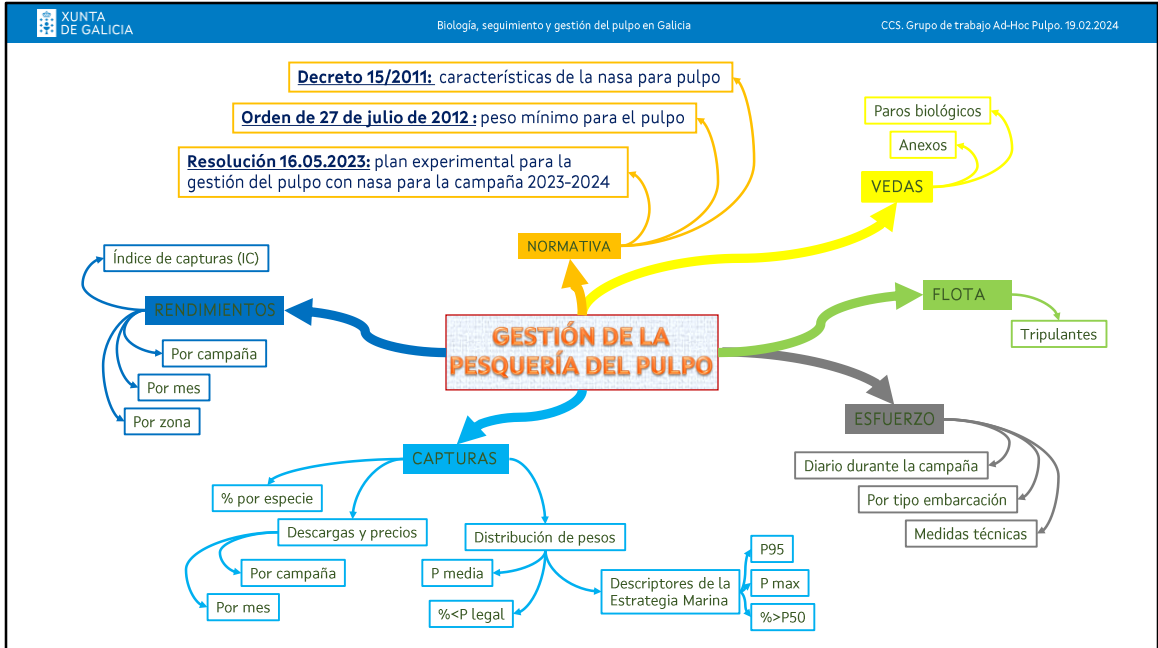 XUNTA
DE GALICIA
Biología, seguimiento y gestión del pulpo en Galicia
CCS. Grupo de trabajo Ad-Hoc Pulpo. 19.02.2024
Decreto 15/2011: características de la nasa para pulpo
Orden de 27 de julio de 2012 : peso mínimo para el pulpo
Resolución 16.05.2023: plan experimental para la
gestión del pulpo con nasa para la campaña 2023-2024
NORMATIVA
Paros biológicos
Anexos
VEDAS
Índice de capturas (IC)
RENDIMIENTOS
Por campaña
Por mes
Por zona
GESTIÓN DE LA
PESQUERÍA DEL PULPO
FLOTA
Tripulantes
ESFUERZO
Diario durante la campaña
Por tipo embarcación
Medidas técnicas
CAPTURAS
% por especie
Descargas y precios
Por campaña
Por mes
Distribución de pesos
P media
%<P legal
Descriptores de la
Estrategia Marina
P95
P max
%>P50